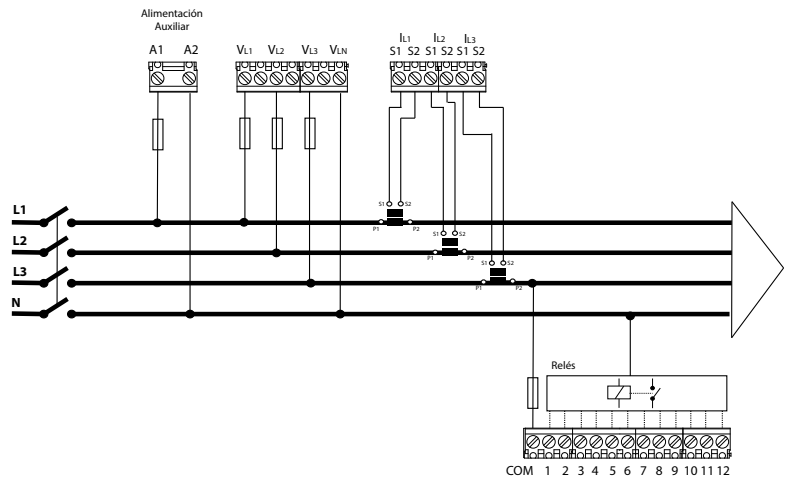 Alimentación
Auxiliar
A1 A2
VL1 VL2 VL3 VLN
IL1 IL2 IL3
S1 S2 S1 S2 S1 S2
L1
L2
L3
N
S1 S2
P1 P2
S1 S2
P1 P2
S1 S2
P1 P2
Relés
COM 1 2 3 4 5 6 7 8 9 10 11 12